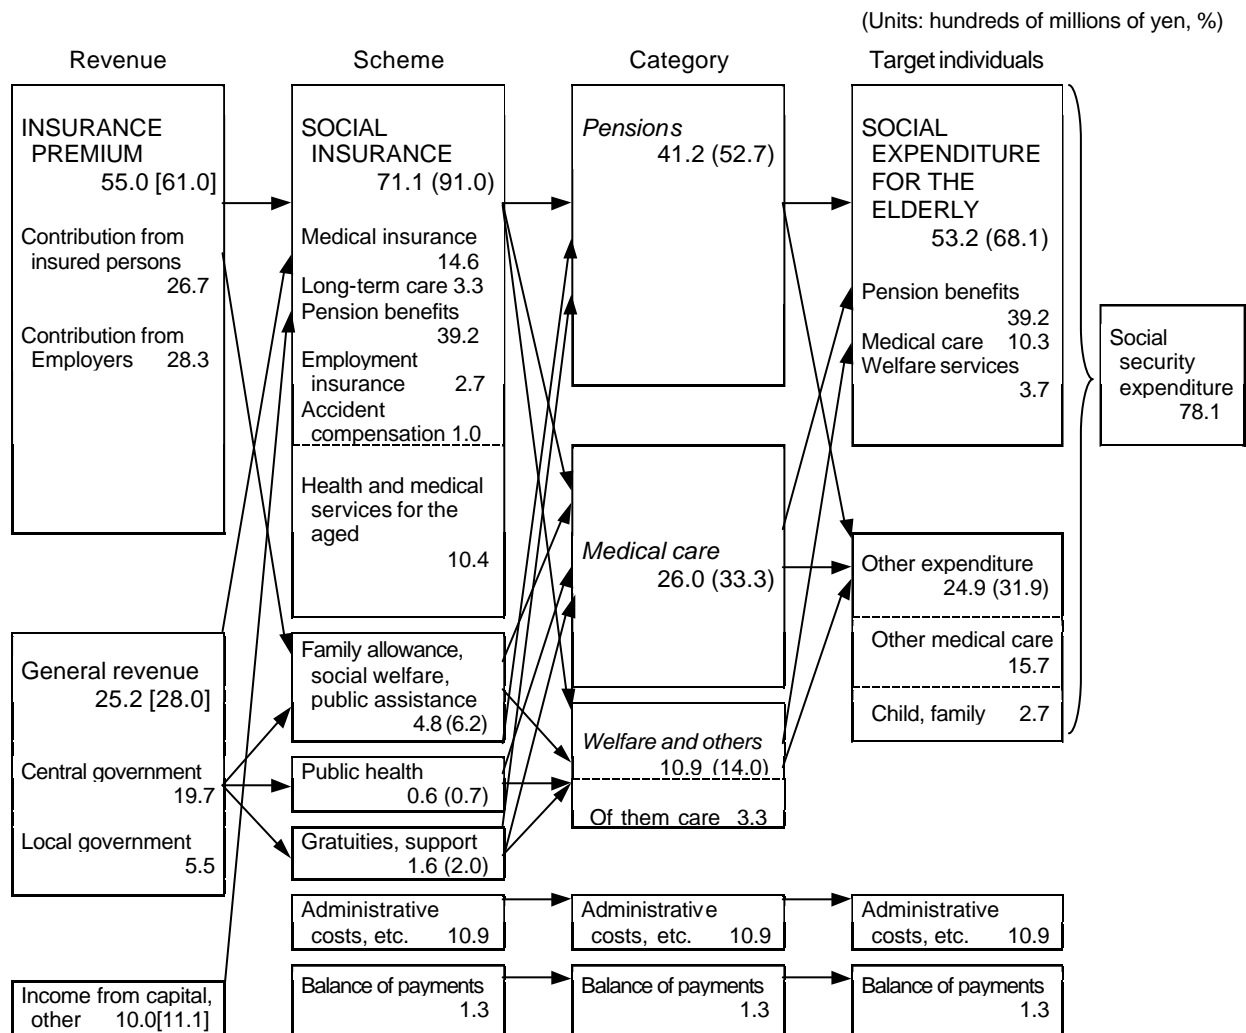 (Units: hundreds of millions of yen, %)
Revenue
Scheme
Category
Target individuals
INSURANCE
PREMIUM
55.0 [61.0]
Contribution from
insured persons
26.7
Contribution from
Employers 28.3
General revenue
25.2 [28.0]
Central government
19.7
Local government
5.5
Income from capital,
other 10.0[11.1]
SOCIAL
INSURANCE
71.1 (91.0)
Medical insurance
14.6
Long-term care 3.3
Pension benefits
39.2
Employment
insurance 2.7
Accident
compensation 1.0
Health and medical
services for the
aged
10.4
Family allowance,
social welfare,
public assistance
4.8 (6.2)
Public health
0.6 (0.7)
Gratuities, support
1.6 (2.0)
Administrative
costs, etc. 10.9
Balance of payments
1.3
Pensions
41.2 (52.7)
Medical care
26.0 (33.3)
Welfare and others
10.9 (14.0)
Of them care 3.3
Administrative
costs, etc. 10.9
Balance of payments
1.3
SOCIAL
EXPENDITURE
FOR THE
ELDERLY
53.2 (68.1)
Pension benefits
39.2
Medical care 10.3
Welfare services
3.7
Other expenditure
24.9 (31.9)
Other medical care
15.7
Child, family 2.7
Administrative
costs, etc. 10.9
Balance of payments
1.3
Social
security
expenditure
78.1